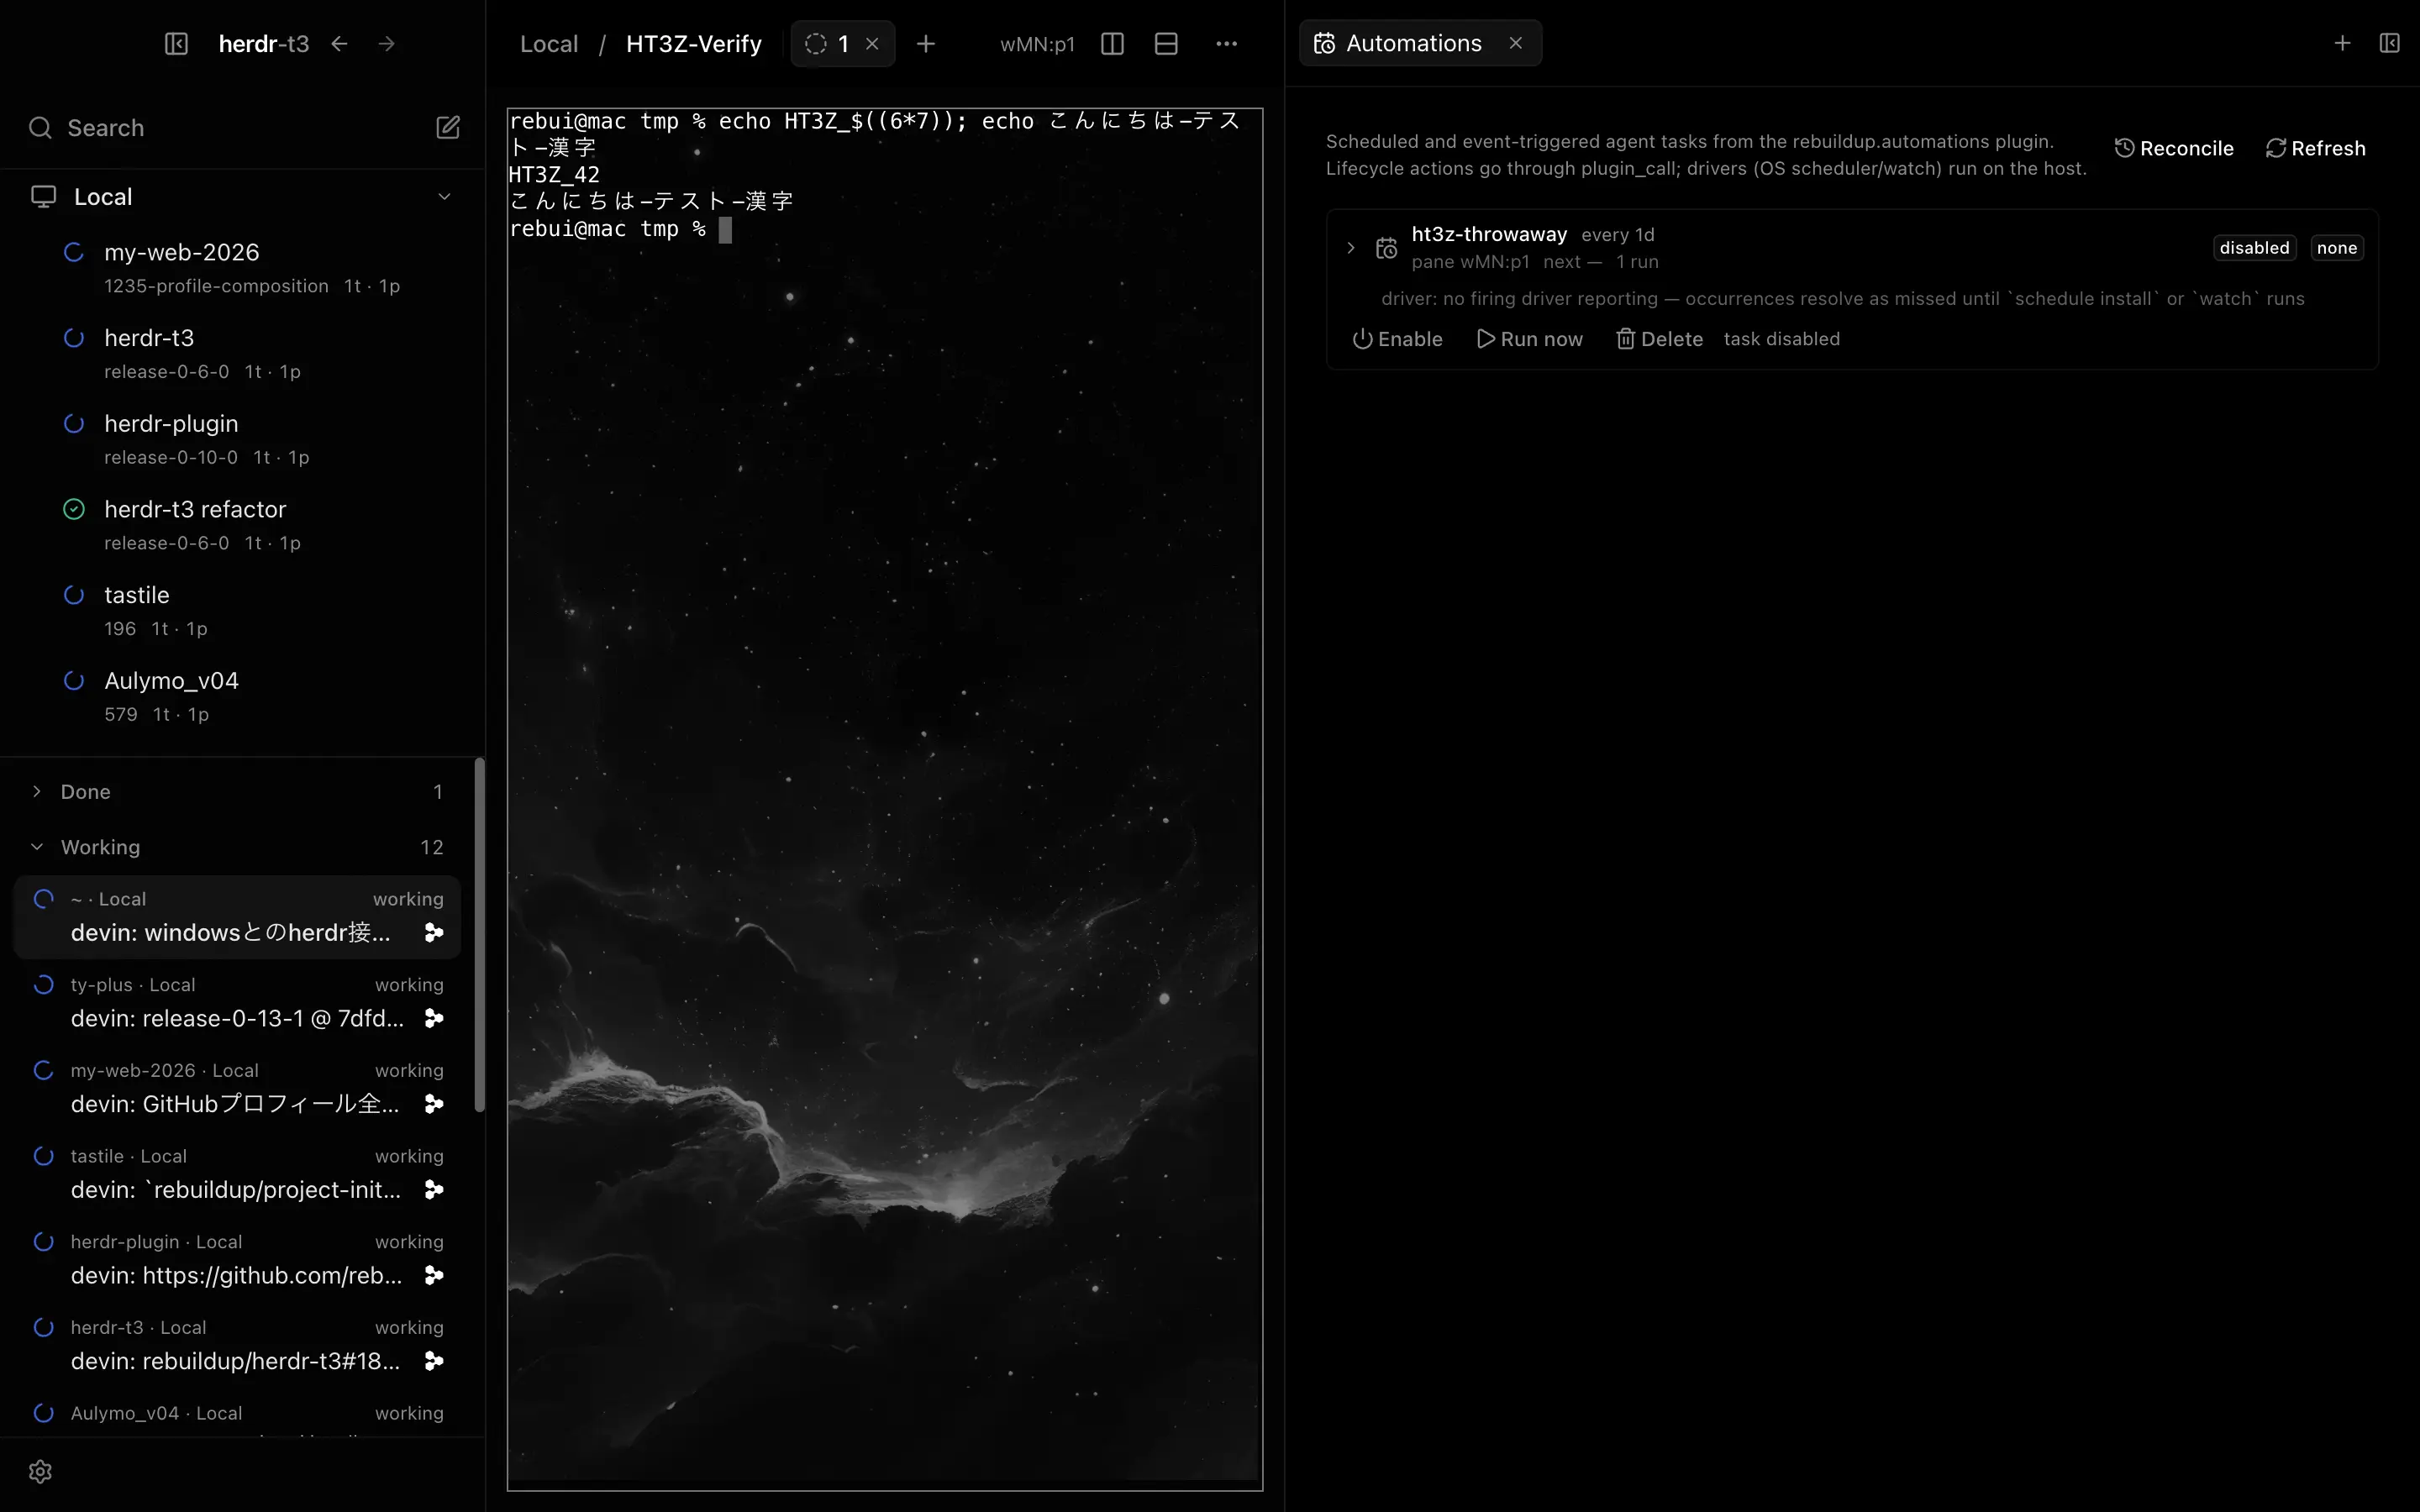 herdr-t3
Search
Local
my-web-2026
1235-profile-composition 1t · 1p
herdr-t3
release-0-6-0 1t · 1p
herdr-plugin
release-0-10-0 1t · 1p
herdr-t3 refactor
release-0-6-0 1t · 1p
tastile
196 1t · 1p
Aulymo_v04
579 1t · 1p
Done 1
Working 12
~ · Local working
devin: windowsとのherdr接...
ty-plus · Local working
devin: release-0-13-1 @ 7dfd...
my-web-2026 · Local working
devin: GitHubプロフィール全...
tastile · Local working
devin: `rebuildup/project-init...
herdr-plugin · Local working
devin: https://github.com/reb...
herdr-t3 · Local working
devin: rebuildup/herdr-t3#18...
Aulymo_v04 · Local working
Local / HT3Z-Verify 1 wMN:p1
rebui@mac tmp % echo HT3Z_$((6*7)); echo こんにちは−テス
ト−漢字
HT3Z_42
こんにちは−テスト−漢字
rebui@mac tmp %
Automations
Scheduled and event-triggered agent tasks from the rebuildup.automations plugin.
Lifecycle actions go through plugin_call; drivers (OS scheduler/watch) run on the host.
Reconcile Refresh
ht3z-throwaway every 1d
pane wMN:p1 next — 1 run
disabled none
driver: no firing driver reporting — occurrences resolve as missed until `schedule install` or `watch` runs
Enable Run now Delete task disabled